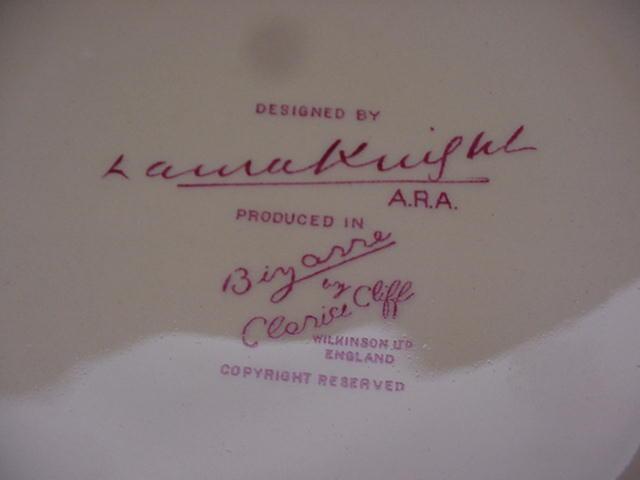 DESIGNED BY
Laura Knight
A.R.A.
PRODUCED IN
Bizarre
by
Clarice Cliff
WILKINSON LTD
ENGLAND
COPYRIGHT RESERVED